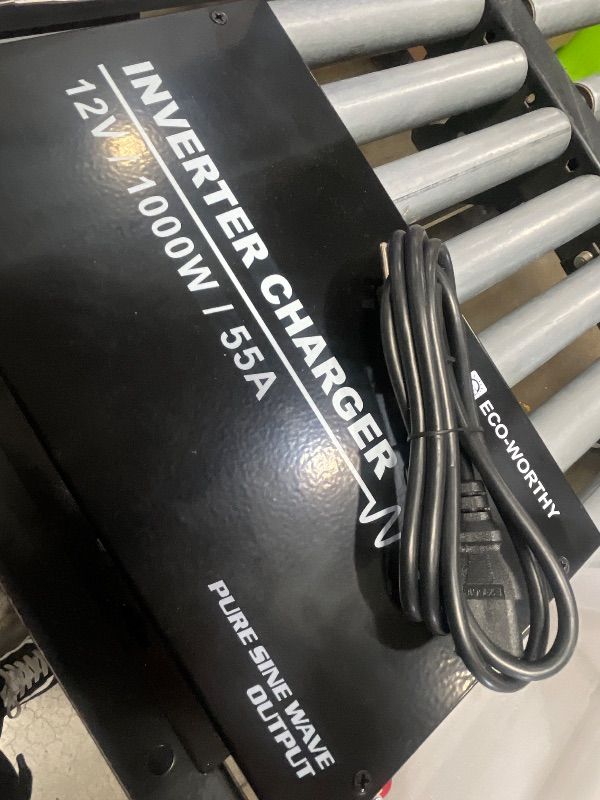 INVERTER CHARGER
12V / 1000W / 55A
ECO-WORTHY
PURE SINE WAVE
OUTPUT